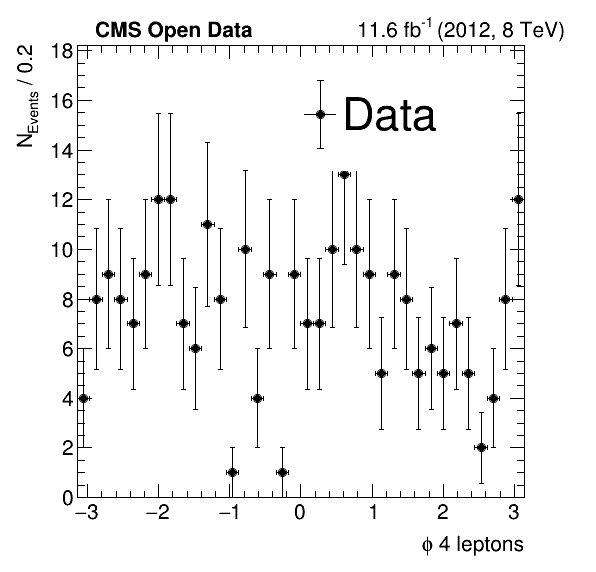 CMS Open Data 11.6 fb⁻¹ (2012, 8 TeV)
N_Events / 0.2
18
16
14
12
10
8
6
4
2
0
Data
−3 −2 −1 0 1 2 3
ϕ 4 leptons